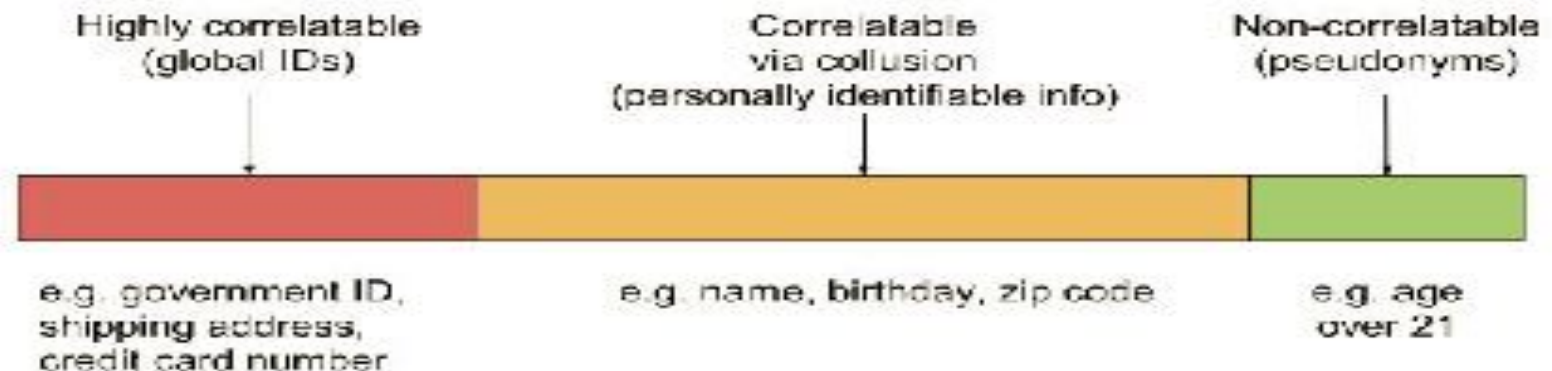 Highly correlatable
(global IDs)
Correlatable
via collusion
(personally identifiable info)
Non-correlatable
(pseudonyms)
e.g. government ID,
shipping address,
credit card number
e.g. name, birthday, zip code
e.g. age
over 21